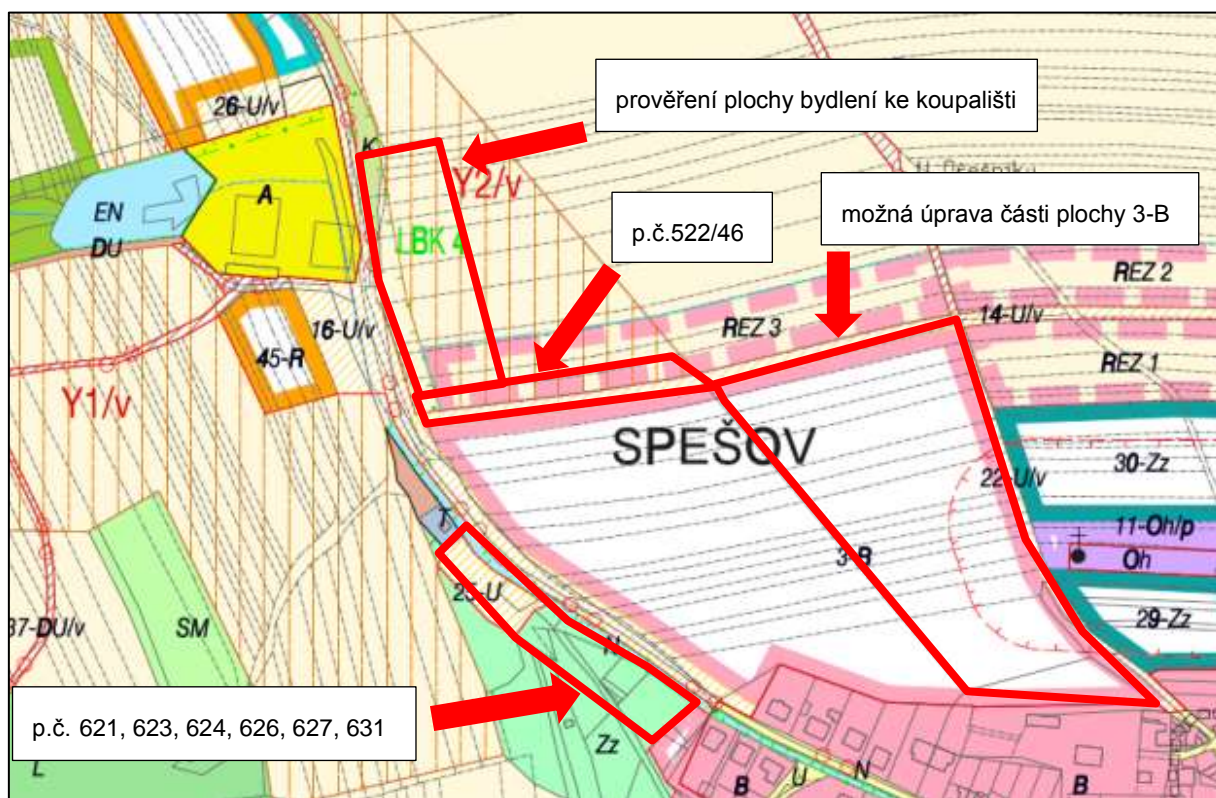 prověření plochy bydlení ke koupališti
26-U/v
K
Y2/v
možná úprava části plochy 3-B
A
EN
DU
LBK 4
p.č.522/46
REZ 2
REZ 3
14-U/v
16-U/v
45-R
REZ 1
Y1/v
SPEŠOV
30-Zz
22-U/v
T
11-Oh/p
3-B
Oh
25-U
29-Zz
37-DU/v
SM
N
p.č. 621, 623, 624, 626, 627, 631
Zz
L
B
U
N
B